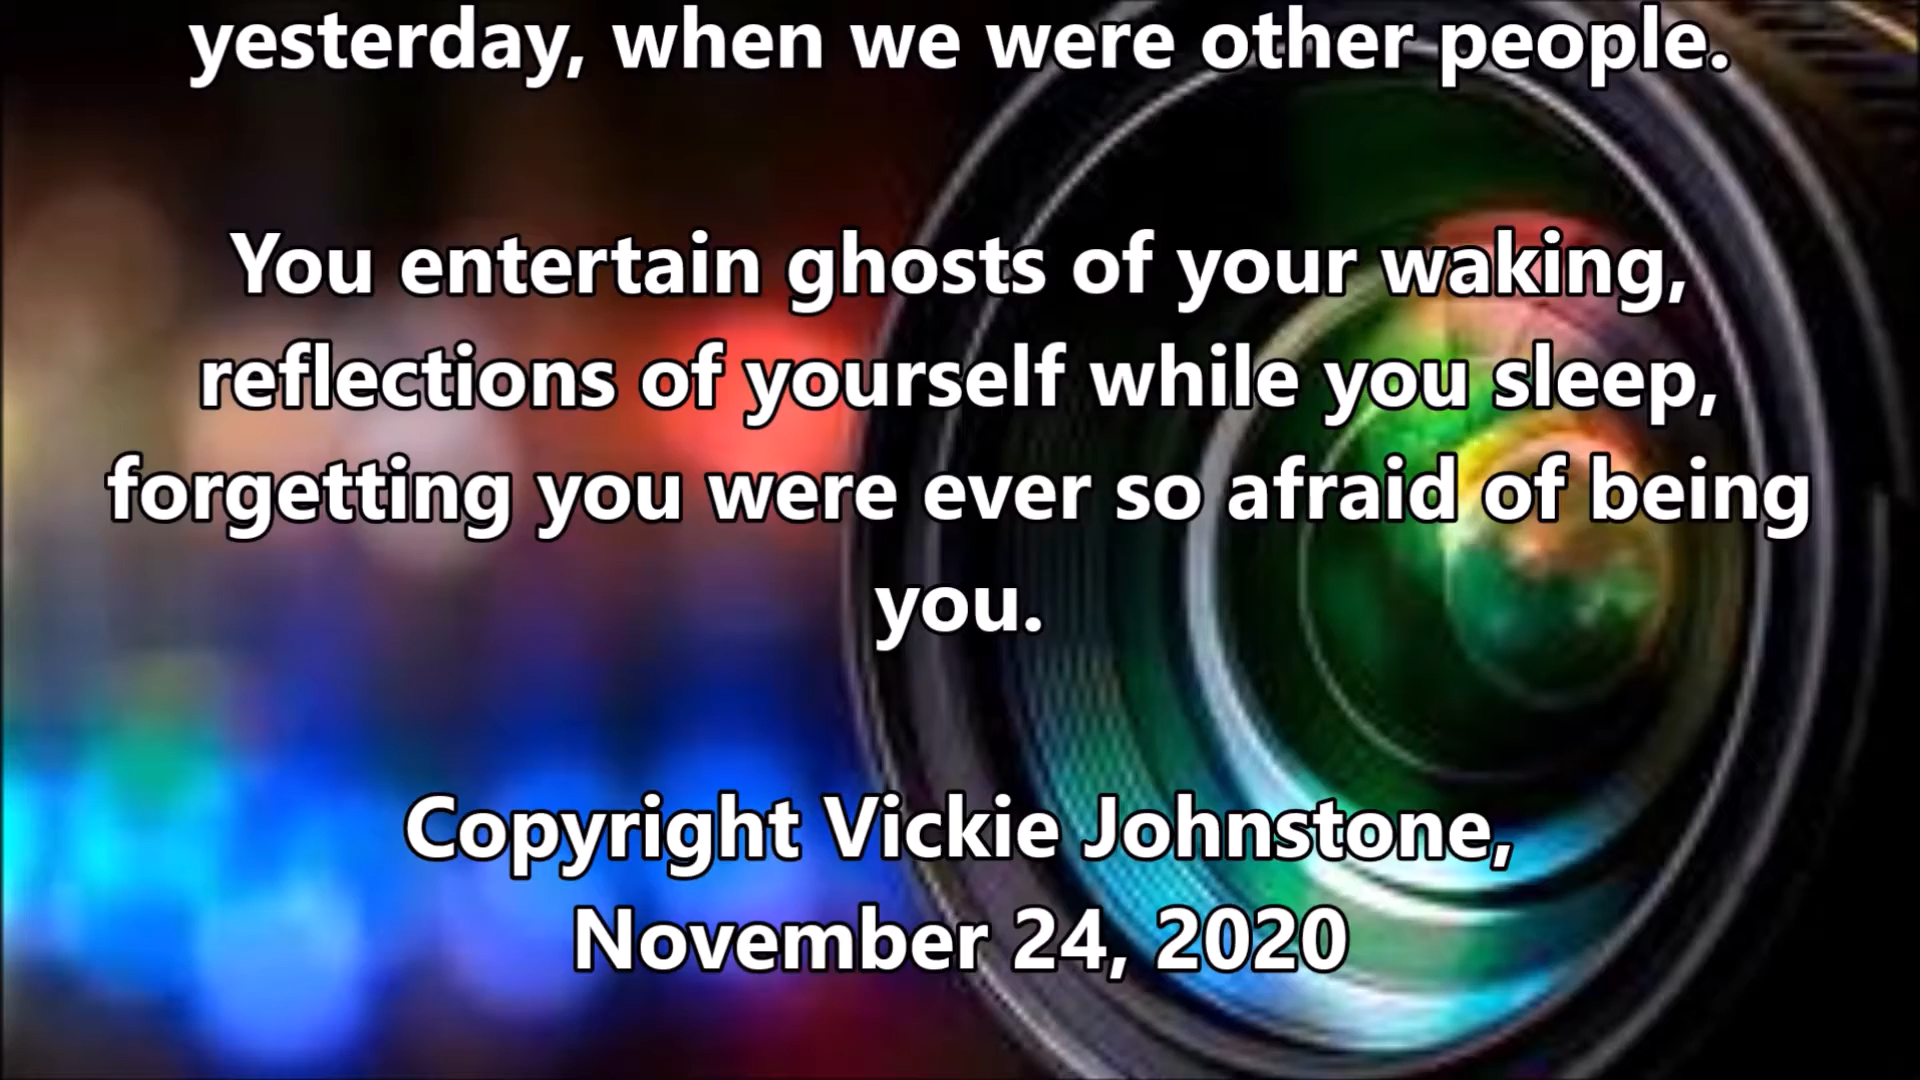 yesterday, when we were other people.
You entertain ghosts of your waking,
reflections of yourself while you sleep,
forgetting you were ever so afraid of being
you.
Copyright Vickie Johnstone,
November 24, 2020